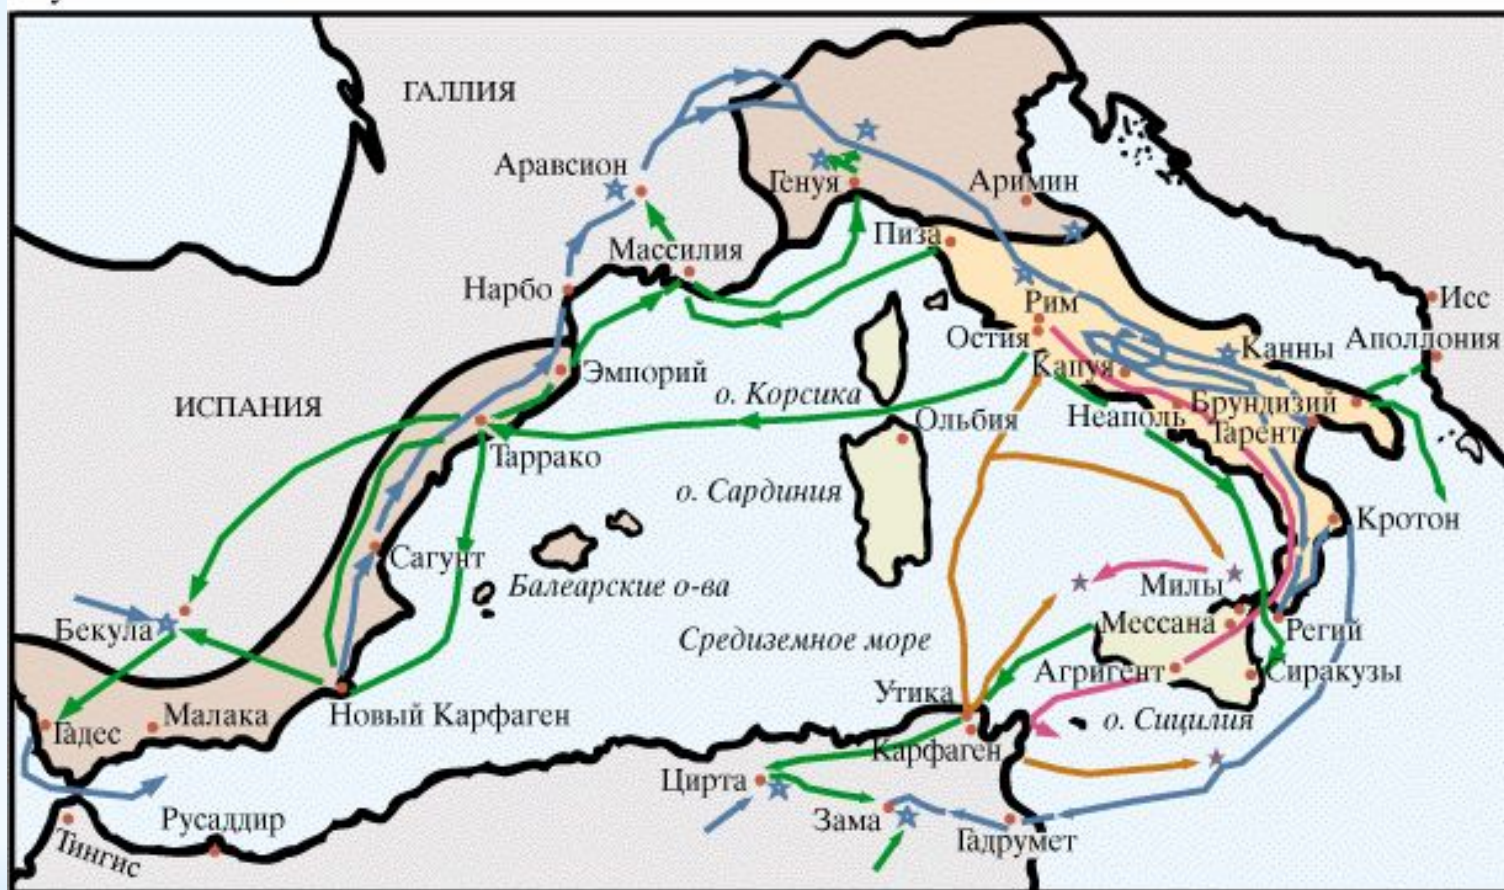 ГАЛЛИЯ
Аравсион
Генуя
Аримин
Массилия
Пиза
Нарбо
Рим
Исс
Остия
Аполлония
Канны
Эмпорий
Капуя
о. Корсика
ИСПАНИЯ
Брундизий
Ольбия
Неаполь
Тарент
Таррако
о. Сардиния
Кротон
Сагунт
Балеарские о-ва
Милы
Бекула
Мессана
Регий
Средиземное море
Агригент
Сиракузы
Утика
Гадес
Малака
Новый Карфаген
о. Сицилия
Карфаген
Цирта
Русаддир
Зама
Тингис
Гадрумет